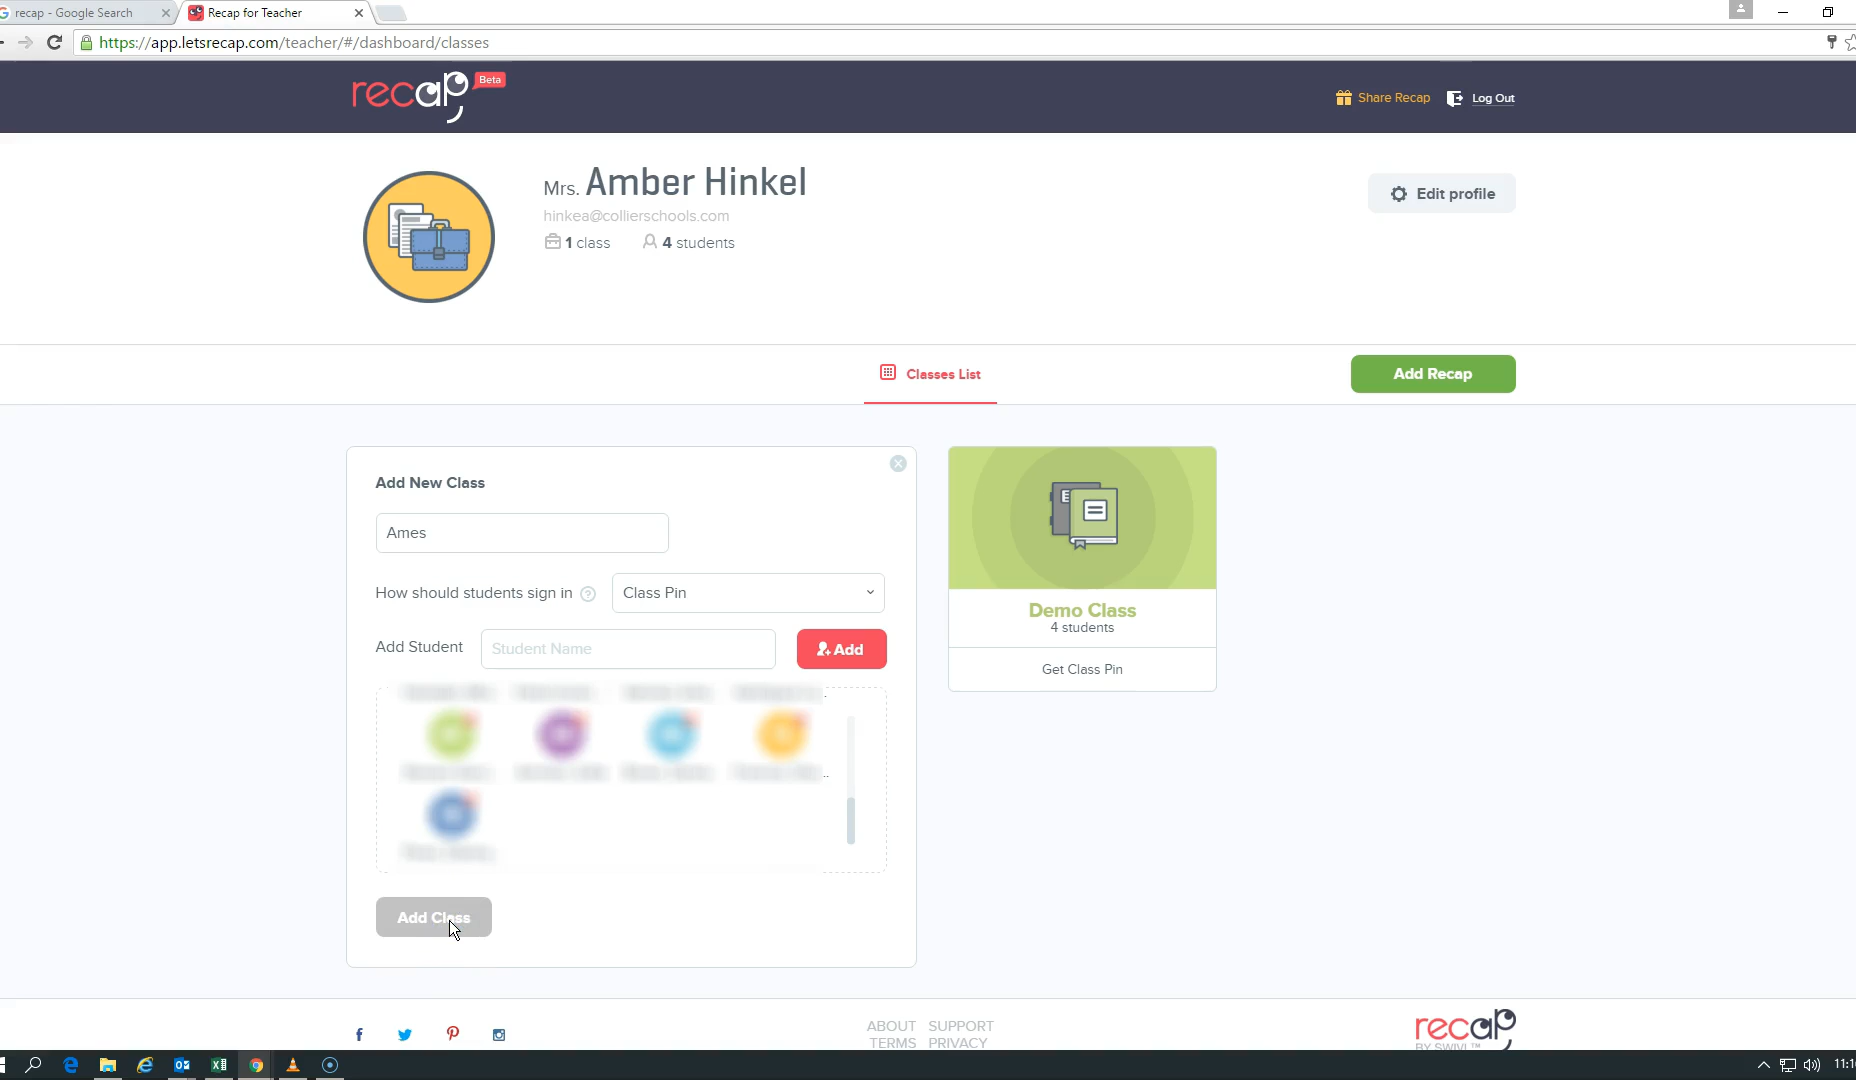 recap - Google Search
Recap for Teacher
https://app.letsrecap.com/teacher/#/dashboard/classes
recap Beta
Share Recap
Log Out
Mrs. Amber Hinkel
Edit profile
hinkea@collierschools.com
1 class 4 students
Classes List
Add Recap
Add New Class
Ames
How should students sign in ? Class Pin
Add Student Student Name Add
Demo Class
4 students
Get Class Pin
Add Class
ABOUT SUPPORT
TERMS PRIVACY
recap
BY SWIVL™